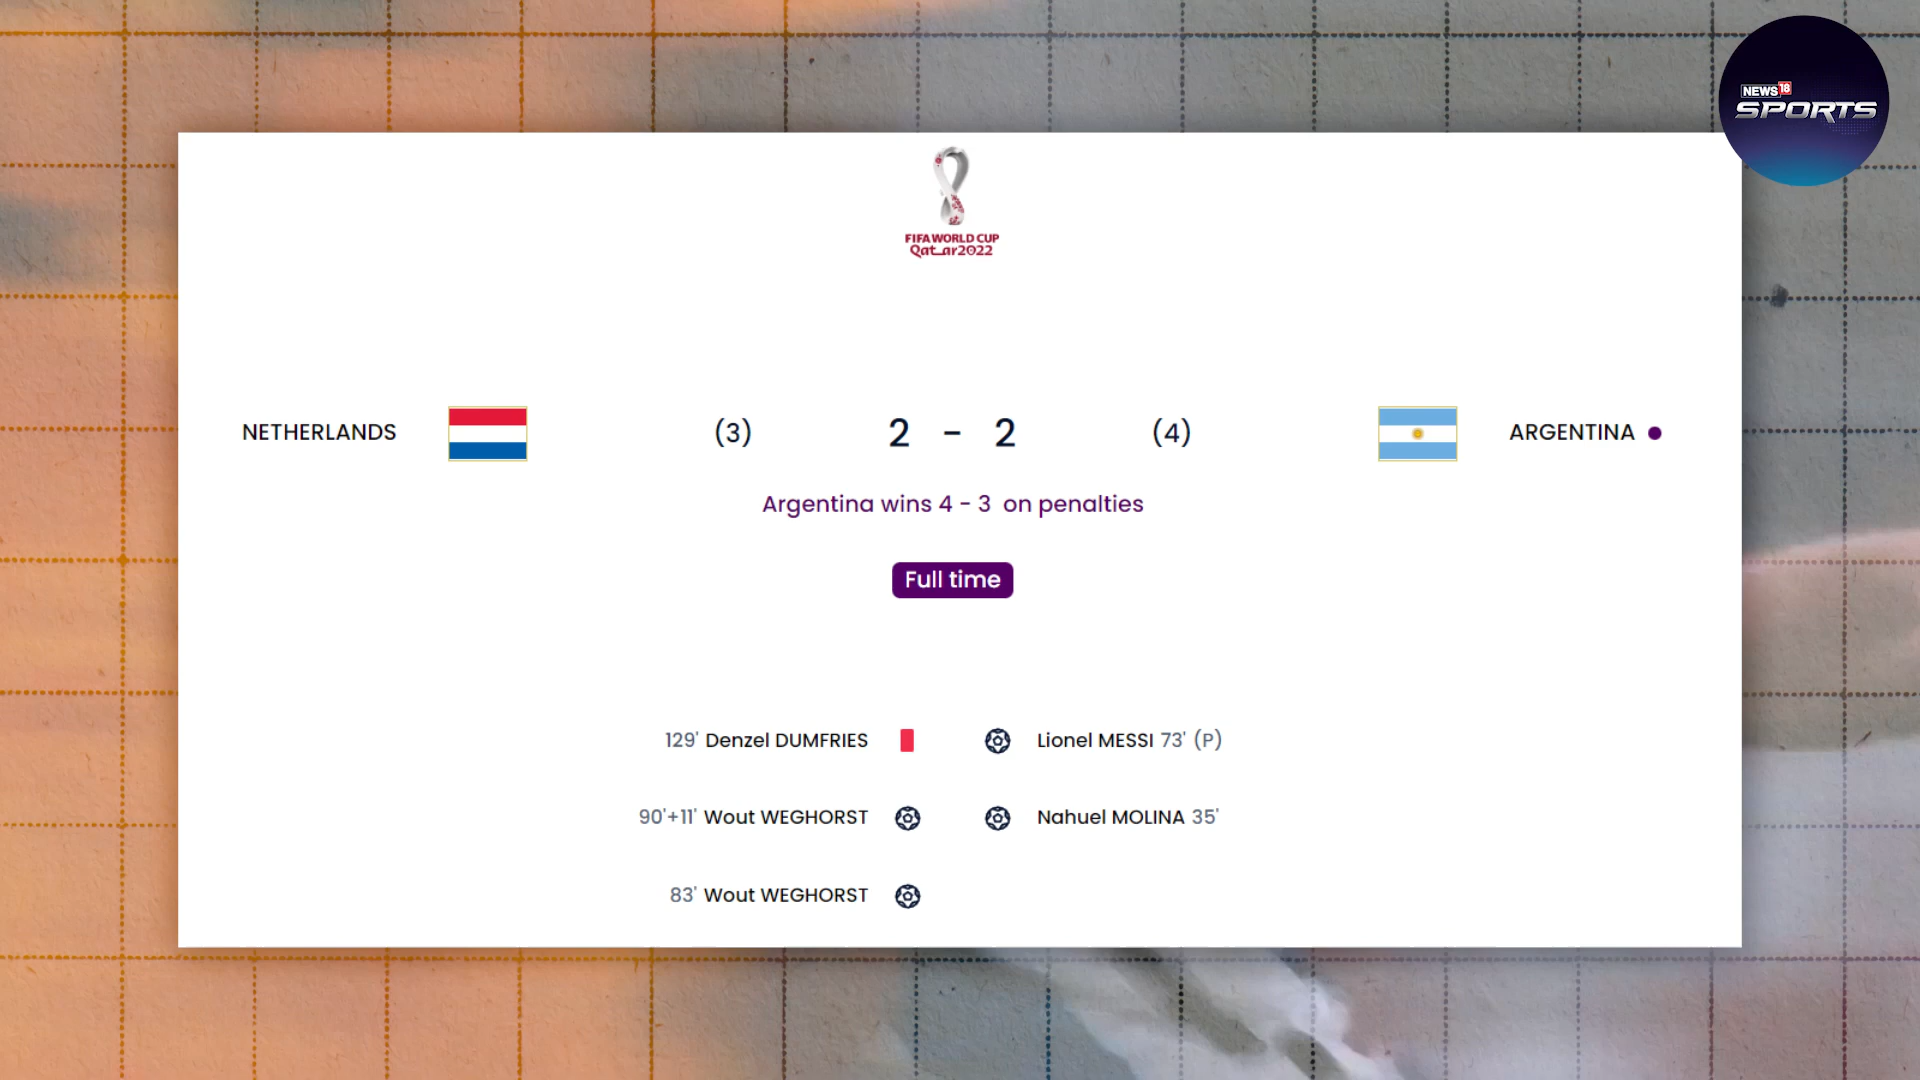 NEWS18
SPORTS
FIFA WORLD CUP
Qatar2022
NETHERLANDS (3) 2 - 2 (4) ARGENTINA
Argentina wins 4 - 3 on penalties
Full time
129' Denzel DUMFRIES Lionel MESSI 73' (P)
90'+11' Wout WEGHORST Nahuel MOLINA 35'
83' Wout WEGHORST